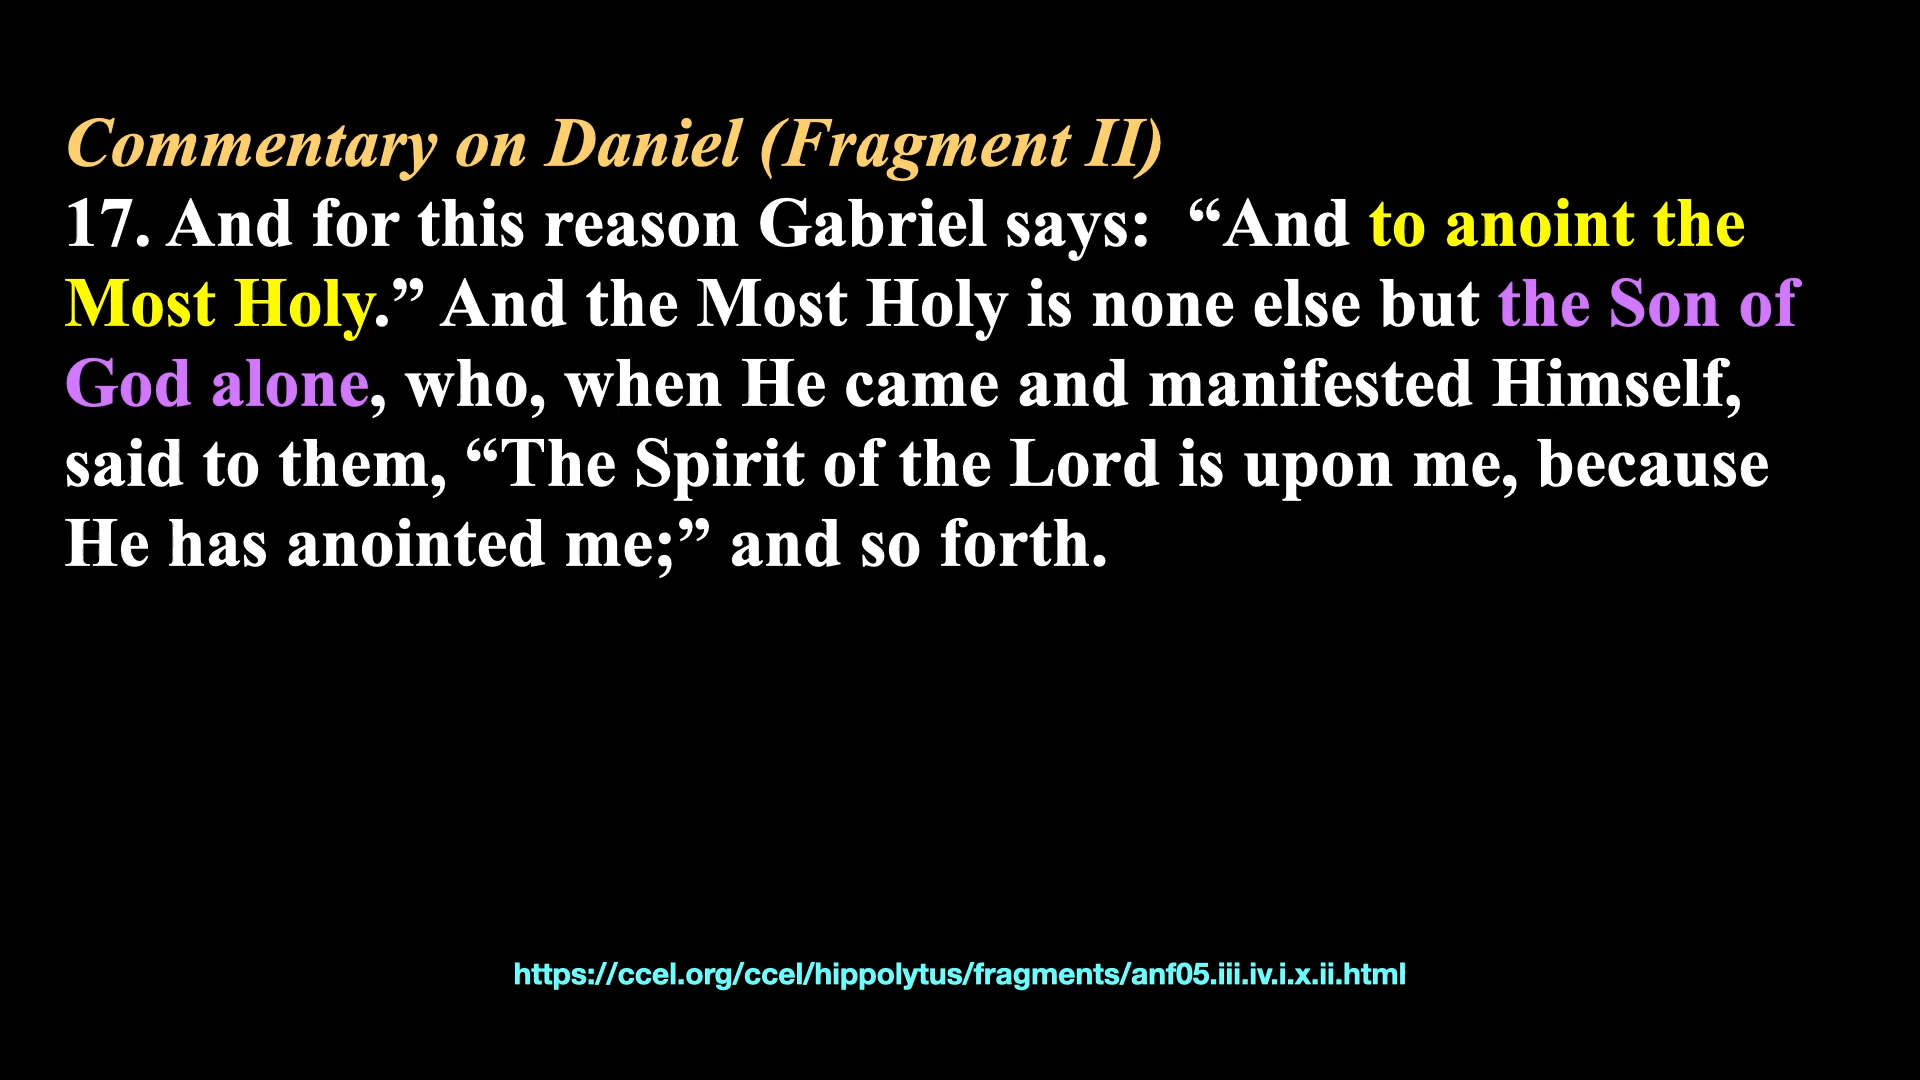 Commentary on Daniel (Fragment II)
17. And for this reason Gabriel says:  “And to anoint the
Most Holy.” And the Most Holy is none else but the Son of
God alone, who, when He came and manifested Himself,
said to them, “The Spirit of the Lord is upon me, because
He has anointed me;” and so forth.
https://ccel.org/ccel/hippolytus/fragments/anf05.iii.iv.i.x.ii.html